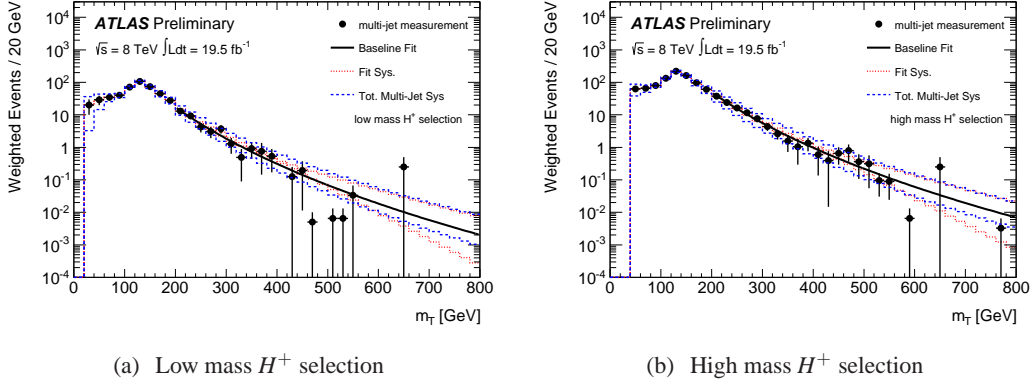 Weighted Events / 20 GeV
10⁴
10³
10²
10
1
10⁻¹
10⁻²
10⁻³
10⁻⁴
ATLAS Preliminary
√s = 8 TeV ∫Ldt = 19.5 fb⁻¹
multi-jet measurement
Baseline Fit
Fit Sys.
Tot. Multi-Jet Sys
low mass H⁺ selection
0 100 200 300 400 500 600 700 800
m_T [GeV]
(a) Low mass H⁺ selection
Weighted Events / 20 GeV
10⁴
10³
10²
10
1
10⁻¹
10⁻²
10⁻³
10⁻⁴
ATLAS Preliminary
√s = 8 TeV ∫Ldt = 19.5 fb⁻¹
multi-jet measurement
Baseline Fit
Fit Sys.
Tot. Multi-Jet Sys
high mass H⁺ selection
0 100 200 300 400 500 600 700 800
m_T [GeV]
(b) High mass H⁺ selection